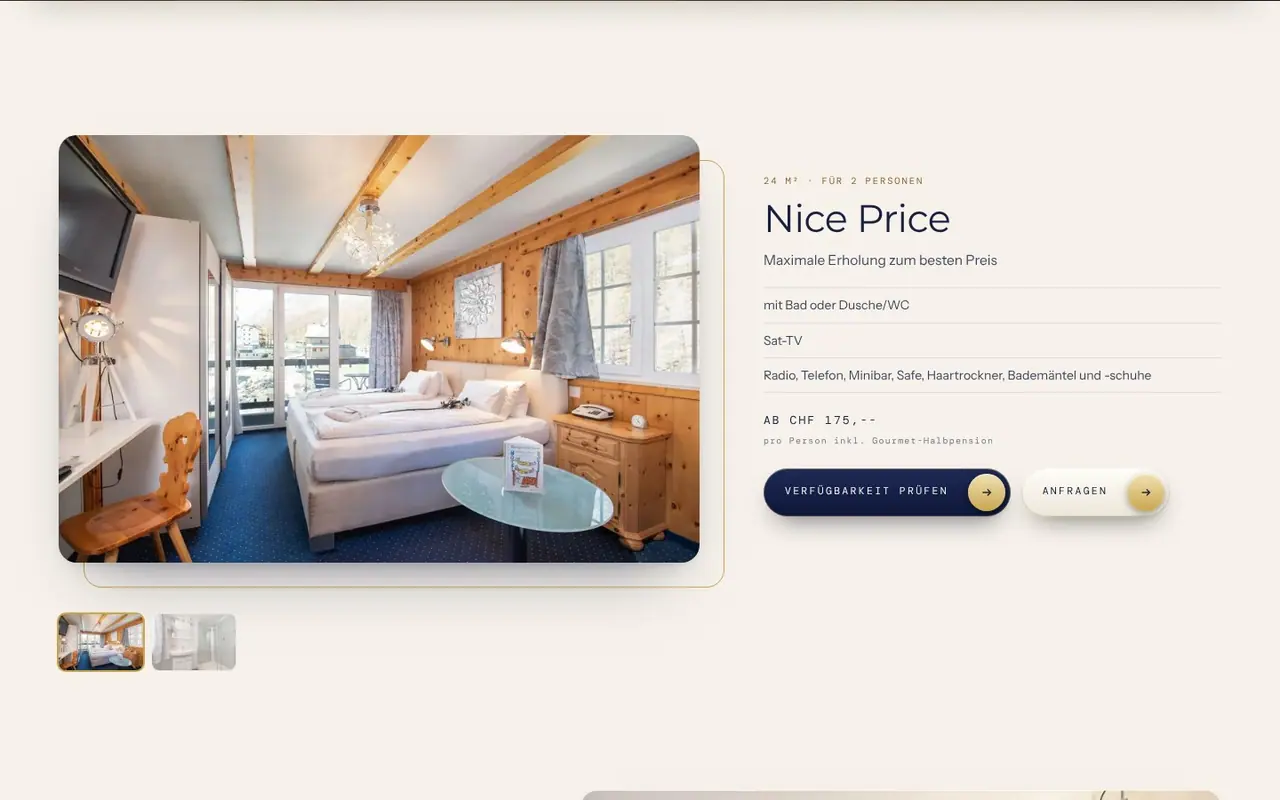 24 M² · FÜR 2 PERSONEN
Nice Price
Maximale Erholung zum besten Preis
mit Bad oder Dusche/WC
Sat-TV
Radio, Telefon, Minibar, Safe, Haartrockner, Bademäntel und -schuhe
AB CHF 175,--
pro Person inkl. Gourmet-Halbpension
VERFÜGBARKEIT PRÜFEN
ANFRAGEN